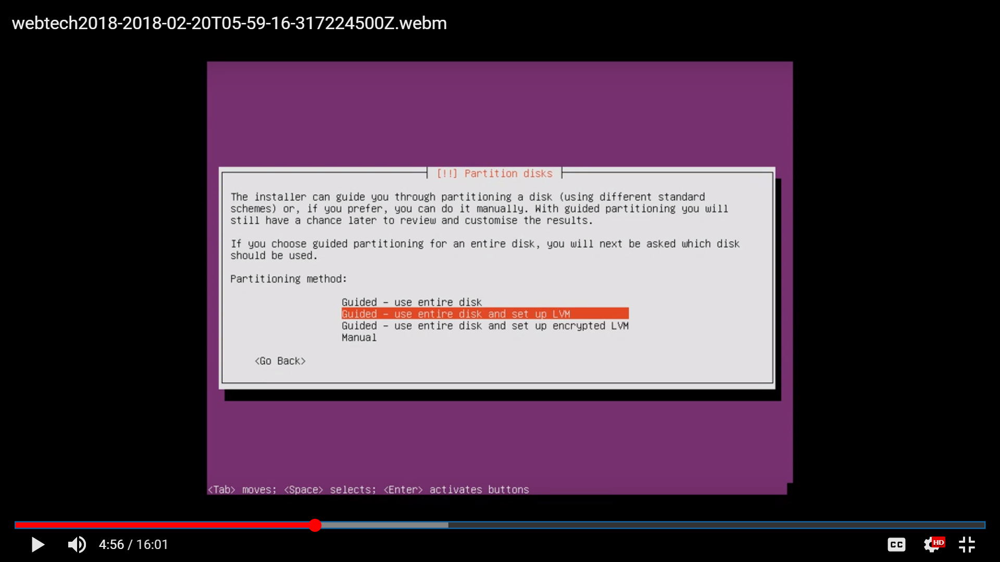 webtech2018-2018-02-20T05-59-16-317224500Z.webm
[!!] Partition disks
The installer can guide you through partitioning a disk (using different standard
schemes) or, if you prefer, you can do it manually. With guided partitioning you will
still have a chance later to review and customise the results.
If you choose guided partitioning for an entire disk, you will next be asked which disk
should be used.
Partitioning method:
Guided - use entire disk
Guided - use entire disk and set up LVM
Guided - use entire disk and set up encrypted LVM
Manual
<Go Back>
<Tab> moves; <Space> selects; <Enter> activates buttons
4:56 / 16:01
CC
HD